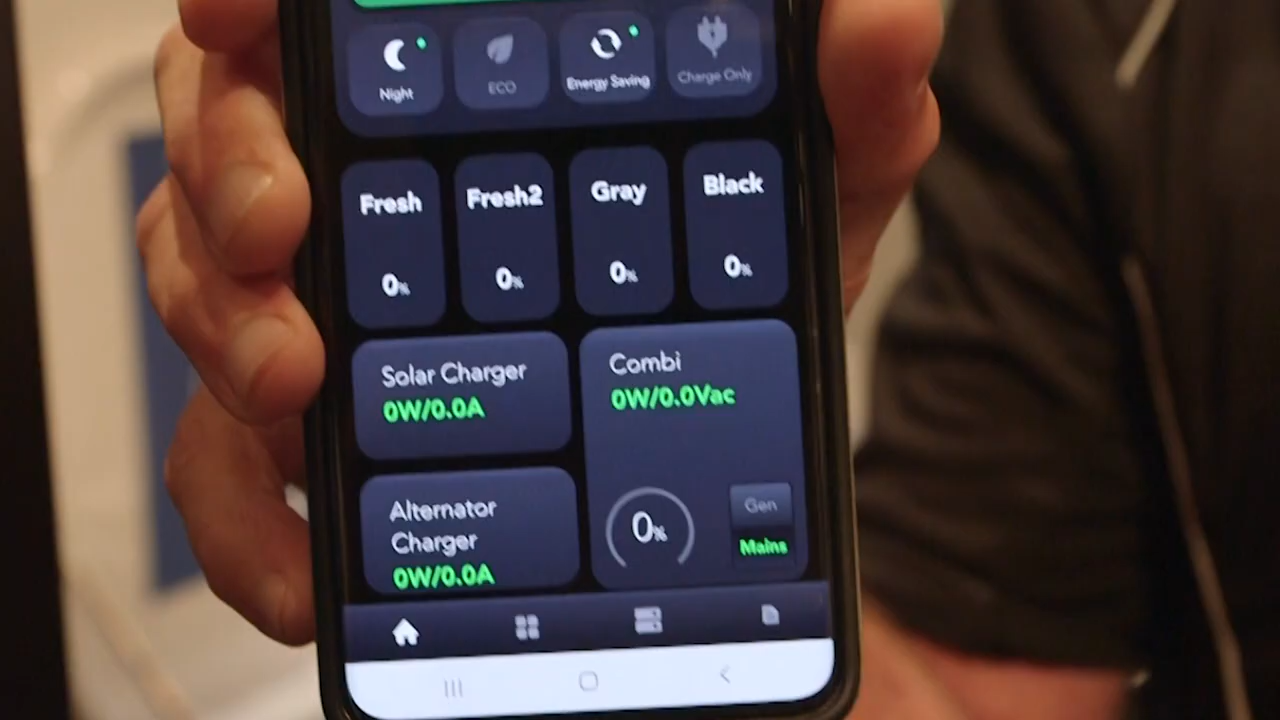 Night
ECO
Energy Saving
Charge Only
Fresh
Fresh2
Gray
Black
0%
0%
0%
0%
Solar Charger
0W/0.0A
Combi
0W/0.0Vac
Alternator
Charger
0W/0.0A
0%
Gen
Mains